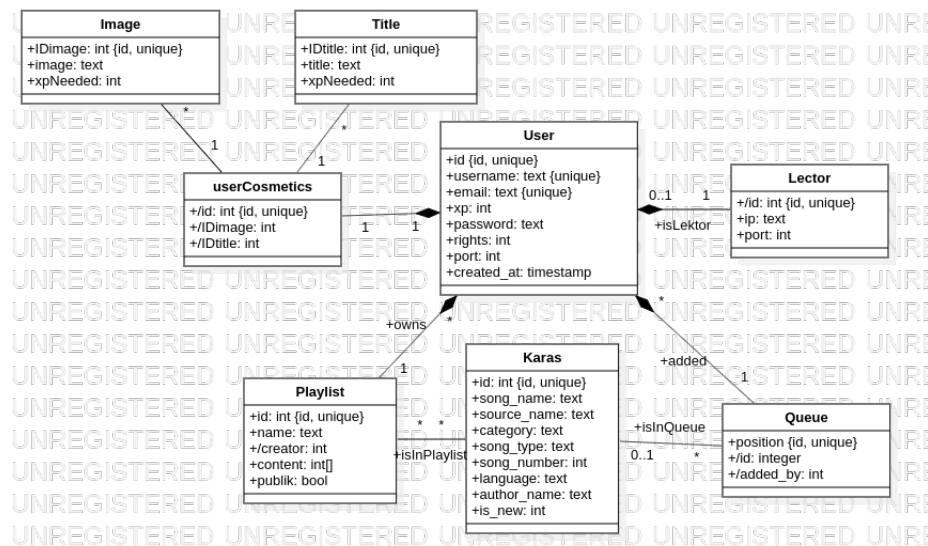 Image
+IDimage: int {id, unique}
+image: text
+xpNeeded: int
Title
+IDtitle: int {id, unique}
+title: text
+xpNeeded: int
*
1
*
1
userCosmetics
+/id: int {id, unique}
+/IDimage: int
+/IDtitle: int
1
1
User
+id {id, unique}
+username: text {unique}
+email: text {unique}
+xp: int
+password: text
+rights: int
+port: int
+created_at: timestamp
0..1
1
+isLektor
Lector
+/id: int {id, unique}
+ip: text
+port: int
+owns
*
1
*
+added
1
Playlist
+id: int {id, unique}
+name: text
+/creator: int
+content: int[]
+publik: bool
*
*
+isInPlaylist
Karas
+id: int {id, unique}
+song_name: text
+source_name: text
+category: text
+song_type: text
+song_number: int
+language: text
+author_name: text
+is_new: int
+isInQueue
0..1
*
Queue
+position {id, unique}
+/id: integer
+/added_by: int
UNREGISTERED